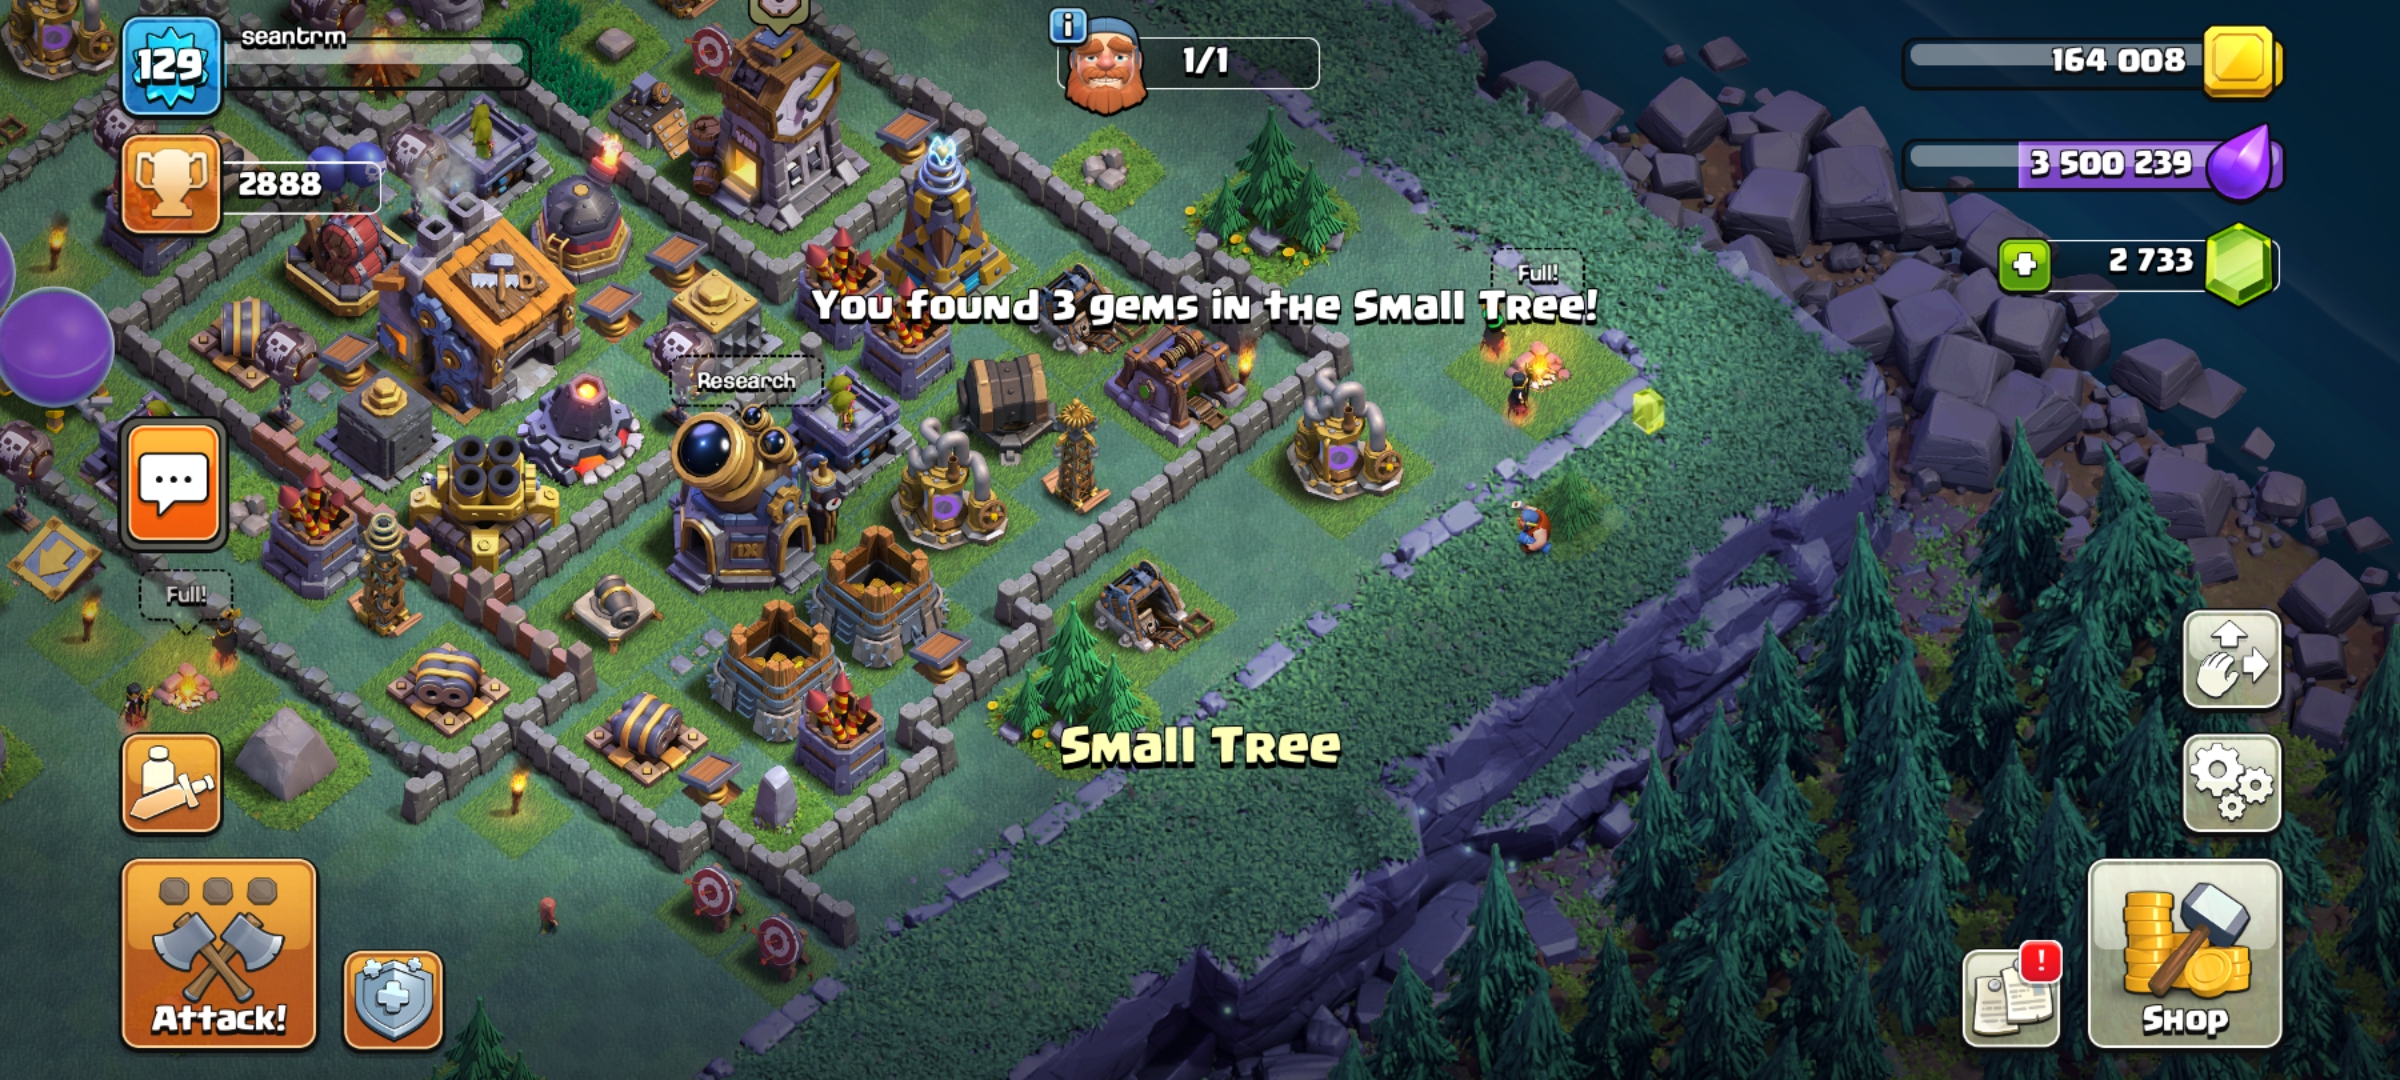 129
seantrm
1/1
164 008
2888
3 500 239
2 733
Full!
You found 3 gems in the Small Tree!
Research
Full!
Small Tree
!
Attack!
Shop